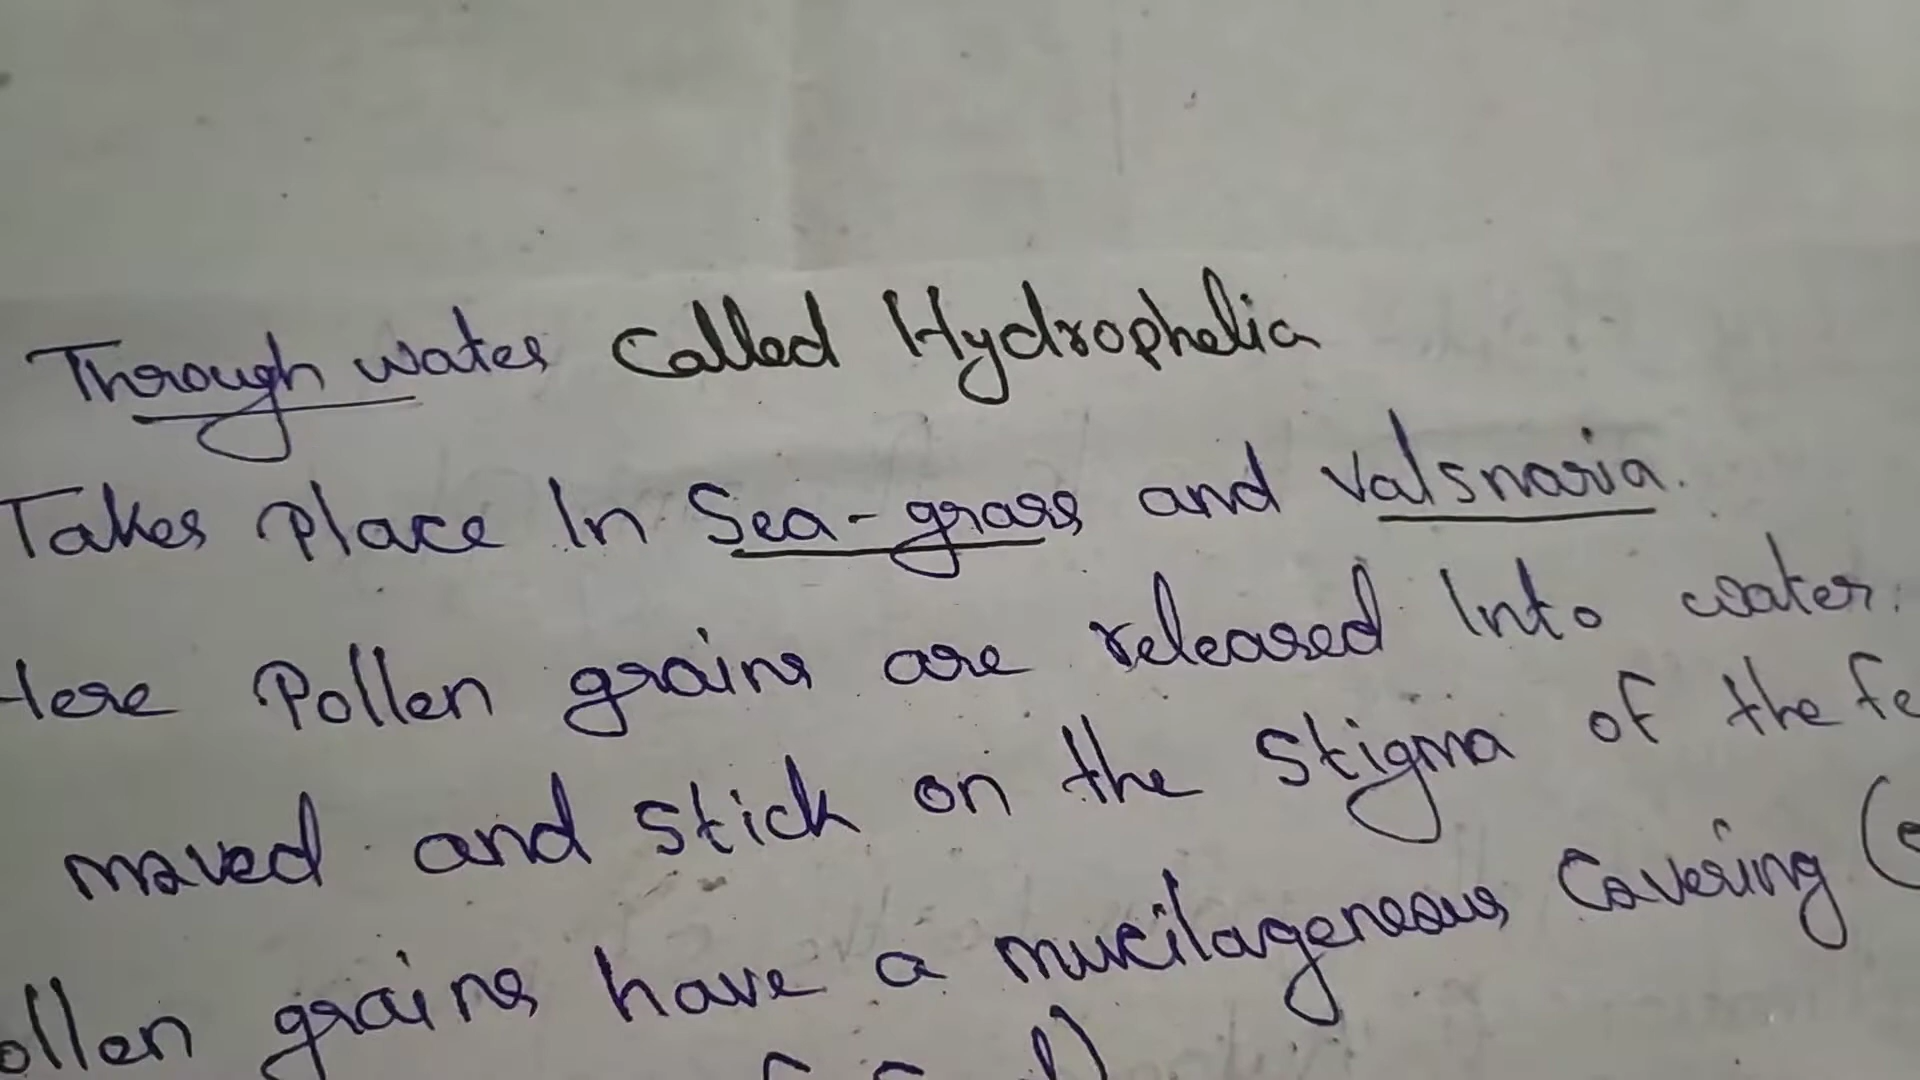 Through water Called Hydrophelia
Takes Place In Sea-grass and Valsnaria.
Here Pollen grains are released Into water.
moved and stick on the stigma of the fe
ollen grains have a mucilageneous Covering (e